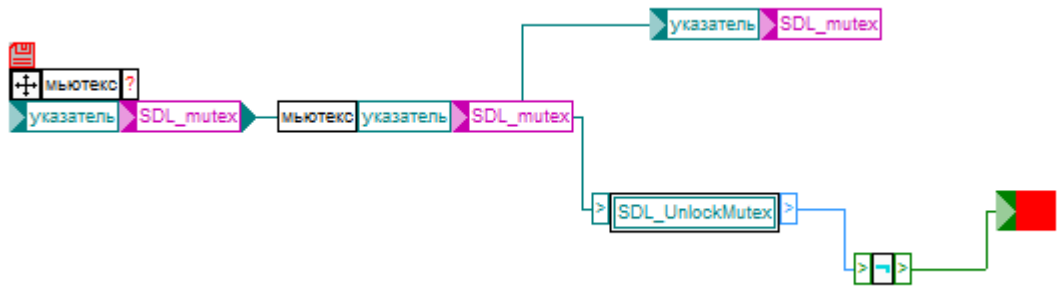 указатель SDL_mutex
мьютекс ?
указатель SDL_mutex мьютекс указатель SDL_mutex
> SDL_UnlockMutex >
> ¬ >